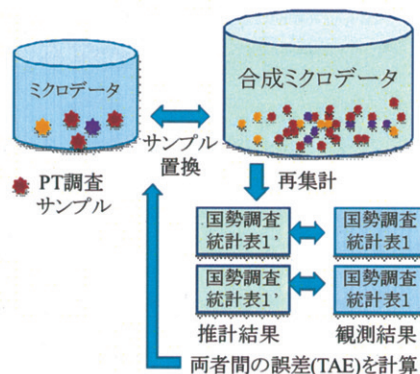 ミクロデータ
合成ミクロデータ
サンプル
置換
PT調査
サンプル
再集計
国勢調査
統計表1’
国勢調査
統計表1
国勢調査
統計表1’
国勢調査
統計表1
推計結果
観測結果
両者間の誤差(TAE)を計算